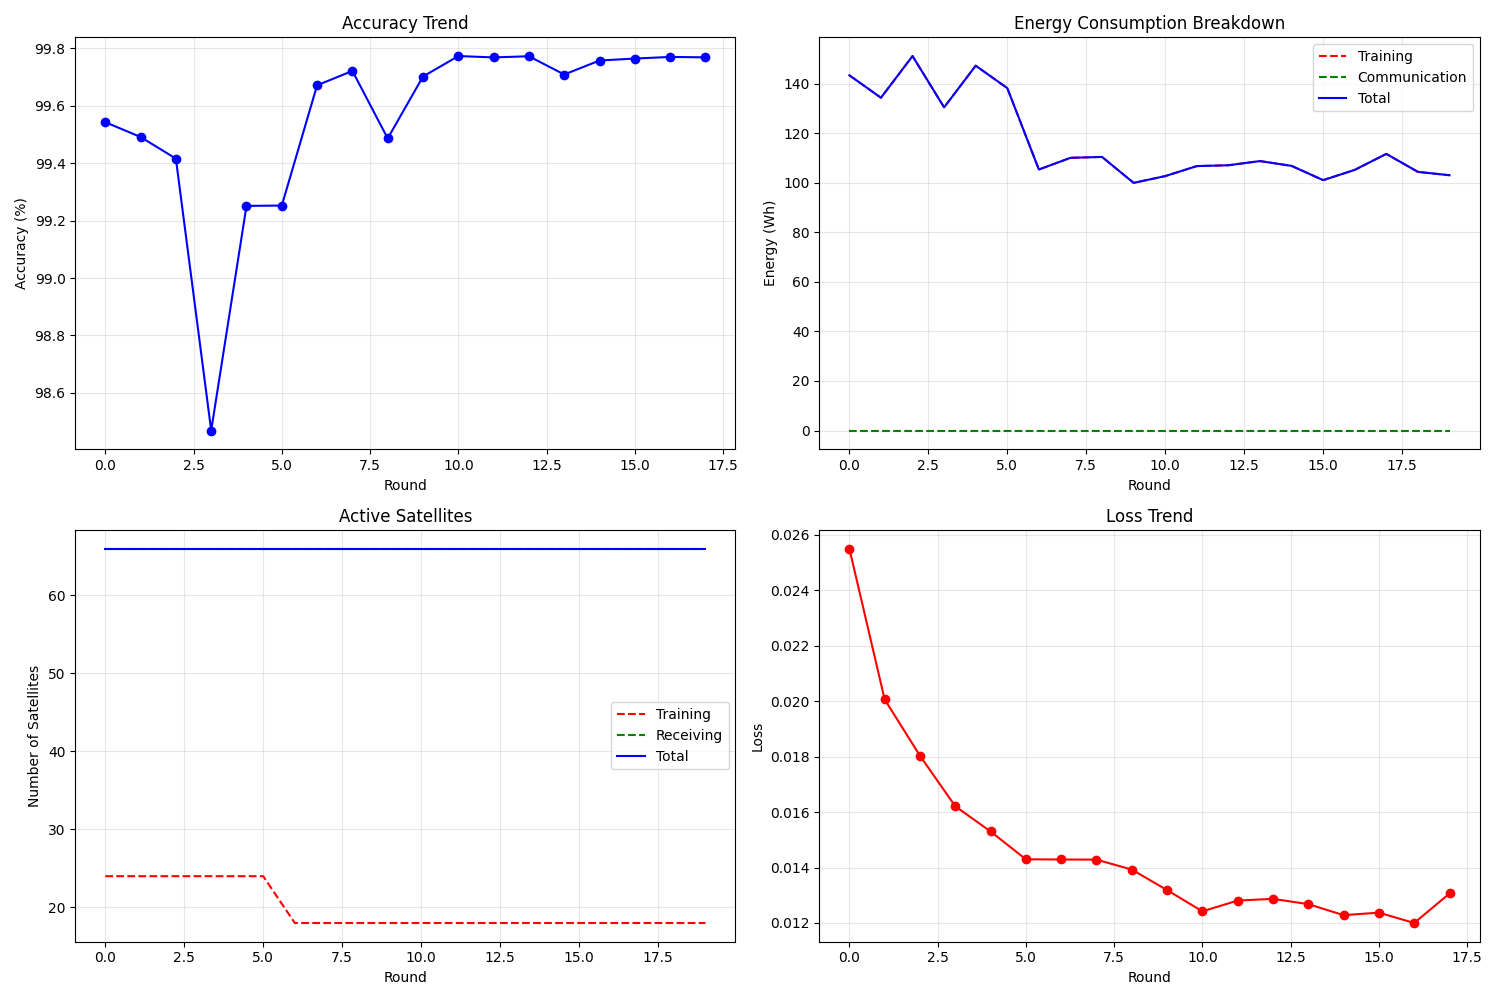 Accuracy Trend
99.8
99.6
99.4
99.2
99.0
98.8
98.6
Accuracy (%)
0.0 2.5 5.0 7.5 10.0 12.5 15.0 17.5
Round
Energy Consumption Breakdown
Training
Communication
Total
140
120
100
80
60
40
20
0
Energy (Wh)
0.0 2.5 5.0 7.5 10.0 12.5 15.0 17.5
Round
Active Satellites
60
50
40
30
20
Number of Satellites
Training
Receiving
Total
0.0 2.5 5.0 7.5 10.0 12.5 15.0 17.5
Round
Loss Trend
0.026
0.024
0.022
0.020
0.018
0.016
0.014
0.012
Loss
0.0 2.5 5.0 7.5 10.0 12.5 15.0 17.5
Round